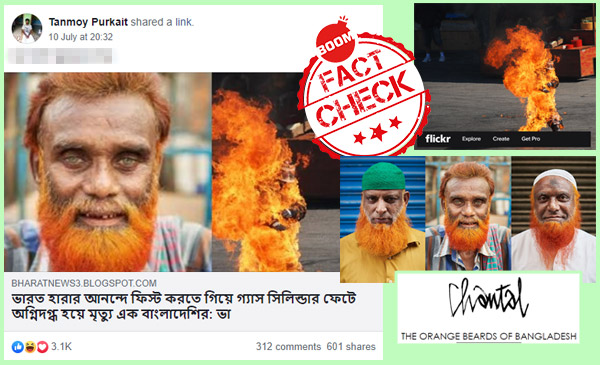 Tanmoy Purkait shared a link.
10 July at 20:32
BOOM
FACT
CHECK
flickr Explore Create Get Pro
BHARATNEWS3.BLOGSPOT.COM
ভারত হারার আনন্দে ফিস্ট করতে গিয়ে গ্যাস সিলিন্ডার ফেটে
অগ্নিদগ্ধ হয়ে মৃত্যু এক বাংলাদেশির: ভা
3.1K 312 comments 601 shares
Chantal
THE ORANGE BEARDS OF BANGLADESH